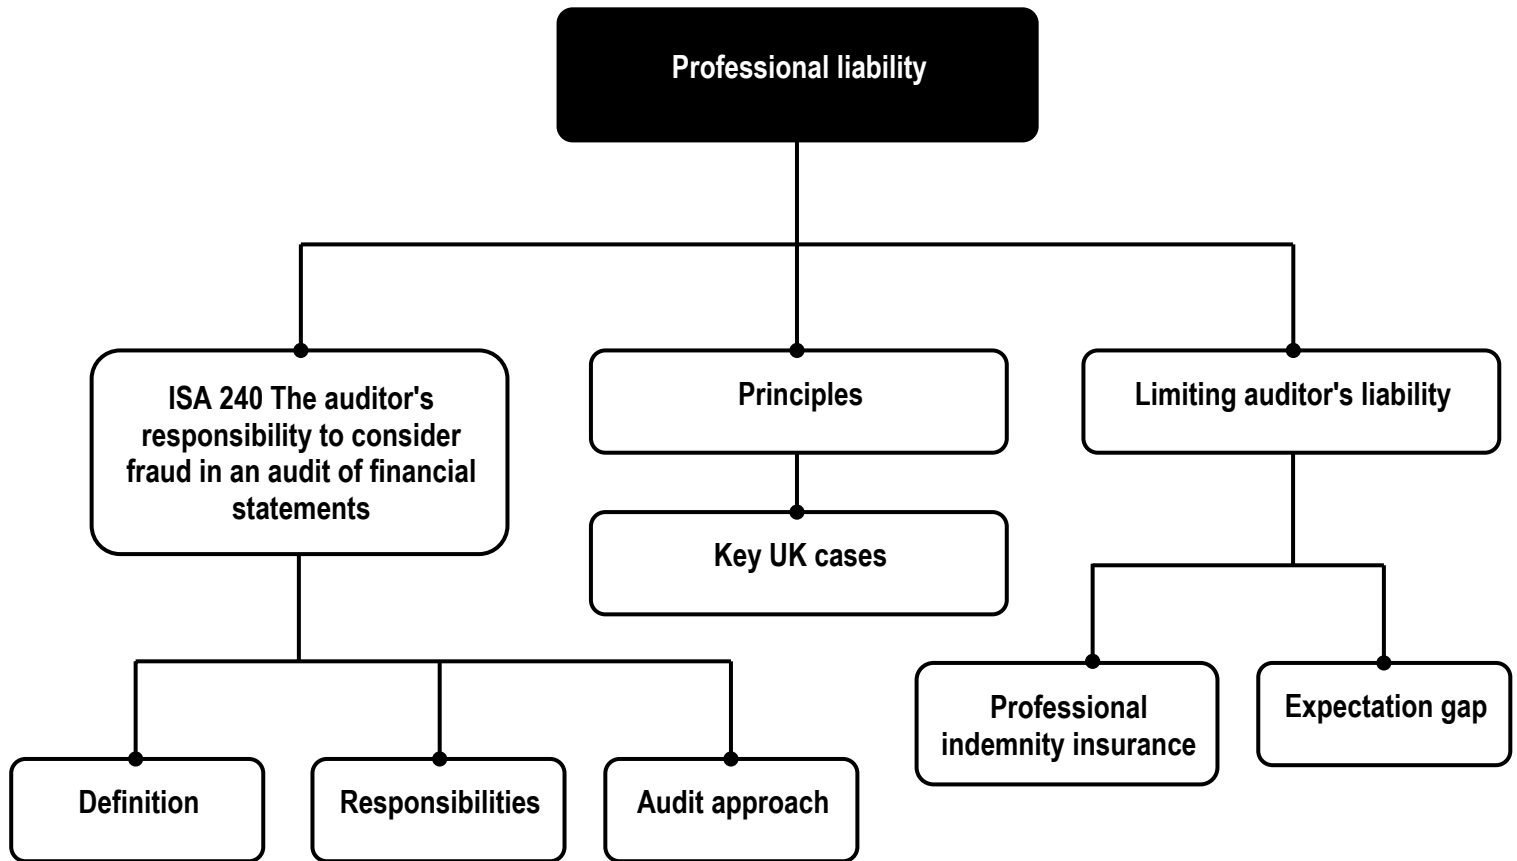 Professional liability
ISA 240 The auditor's
responsibility to consider
fraud in an audit of financial
statements
Principles
Limiting auditor's liability
Key UK cases
Professional
indemnity insurance
Expectation gap
Definition
Responsibilities
Audit approach